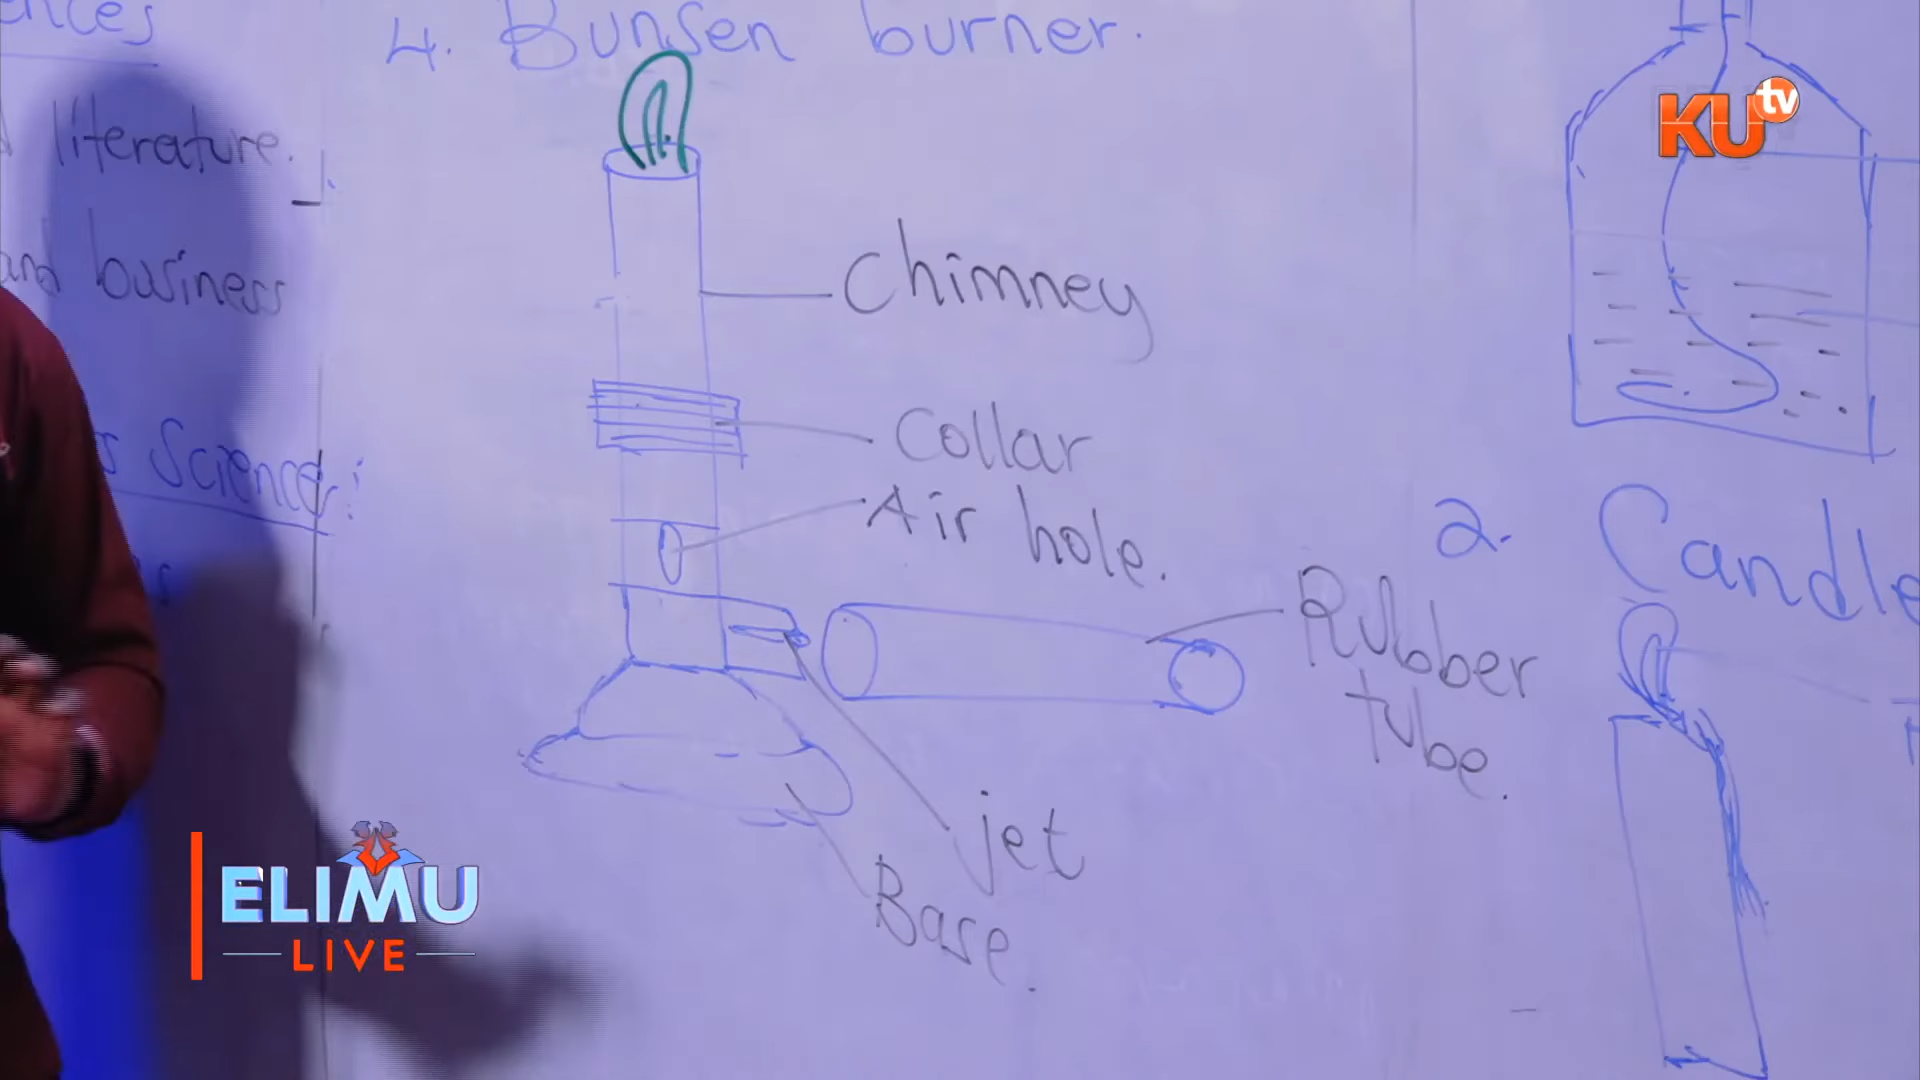 4. Bunsen burner.
literature.
and business
Science:
Chimney
Collar
Air hole.
Rubber
tube.
jet
Base.
2. Candle
KU tv
ELIMU
LIVE